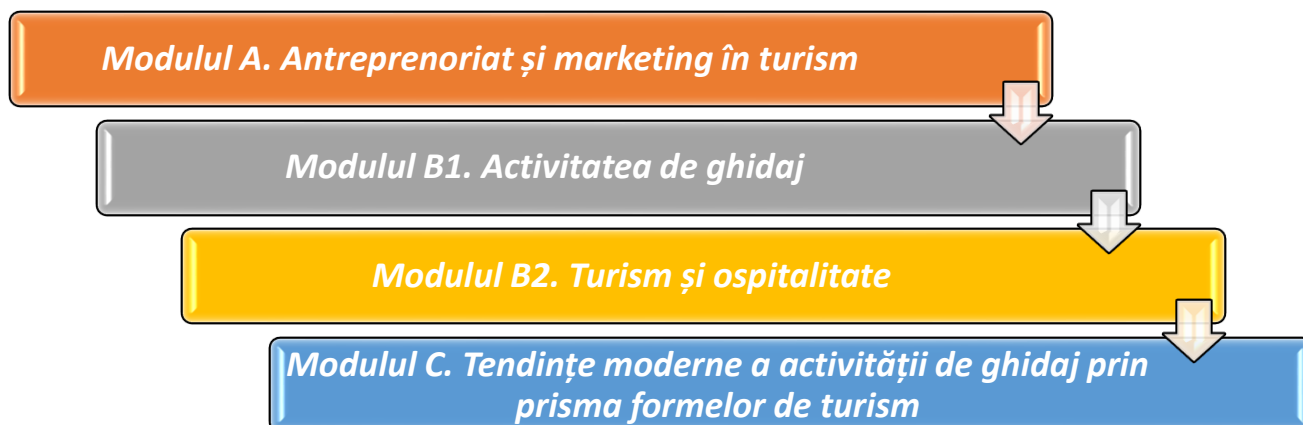 Modulul A. Antreprenoriat și marketing în turism
Modulul B1. Activitatea de ghidaj
Modulul B2. Turism și ospitalitate
Modulul C. Tendințe moderne a activității de ghidaj prin
prisma formelor de turism